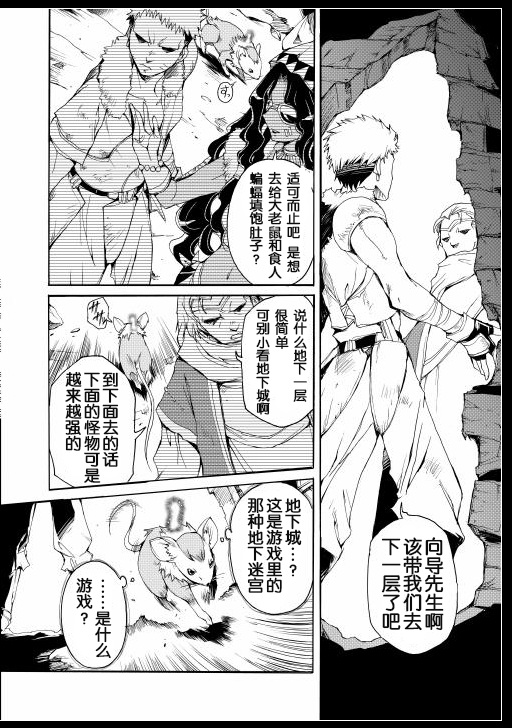 向导先生啊
该带我们去
下一层了吧
适可而止吧 是想
去给大老鼠和食人
蝙蝠填饱肚子?
说什么地下一层
很简单
可别小看地下城啊
到下面去的话
下面的怪物可是
越来越强的
地下城…?
这是游戏里的
那种地下迷宫
……是什么
游戏?